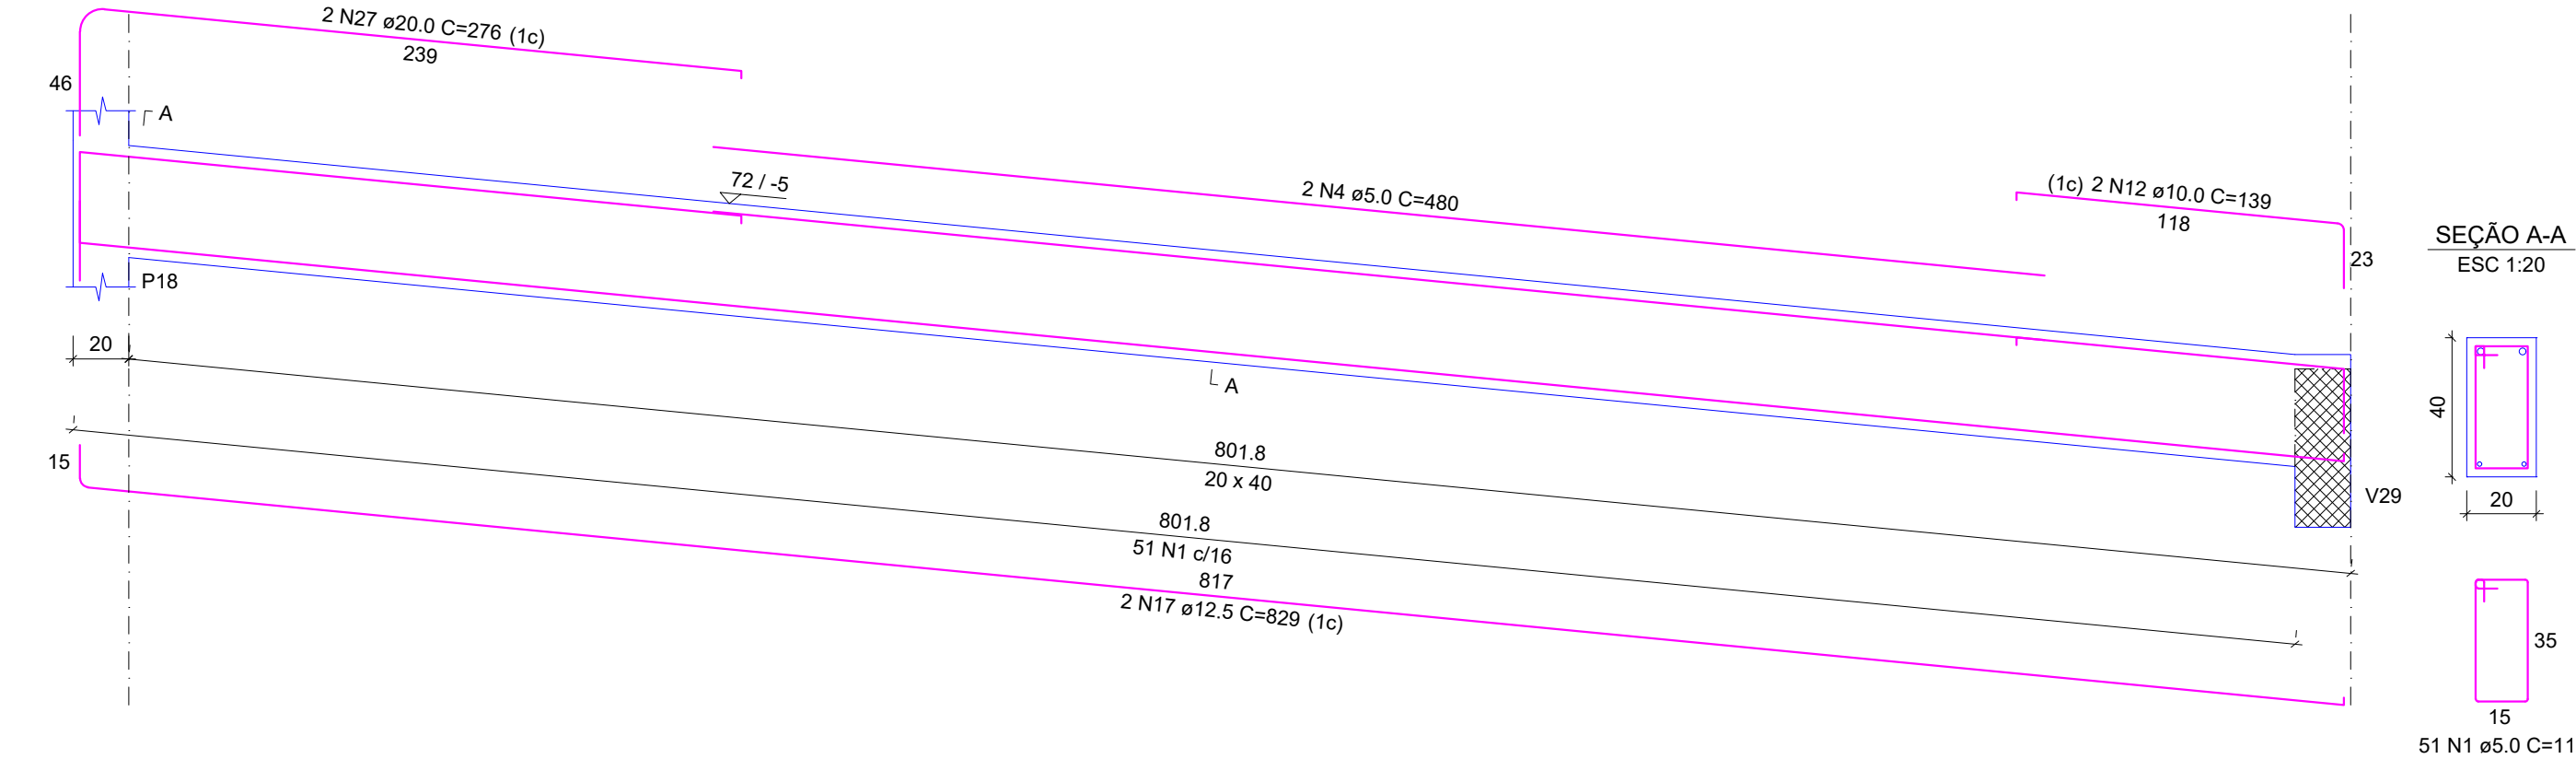 2 N27 ø20.0 C=276 (1c)
239
46
A
72 / -5
2 N4 ø5.0 C=480
(1c) 2 N12 ø10.0 C=139
118
23
P18
20
A
801.8
20 x 40
15
801.8
51 N1 c/16
817
2 N17 ø12.5 C=829 (1c)
V29
SEÇÃO A-A
ESC 1:20
40
20
35
15
51 N1 ø5.0 C=11